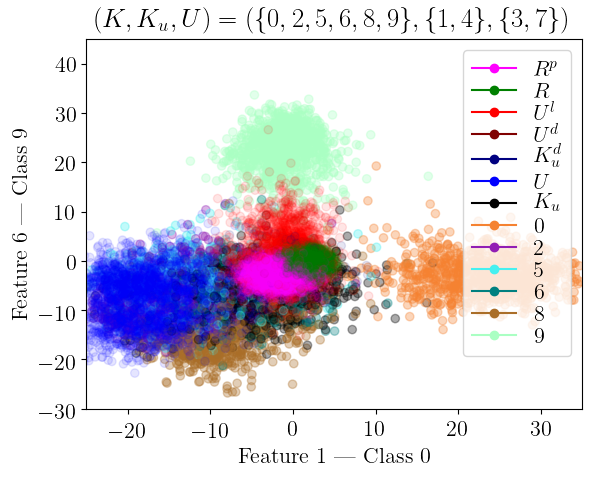 (K, K_u, U) = ({0, 2, 5, 6, 8, 9}, {1, 4}, {3, 7})
Feature 6 — Class 9
40
30
20
10
0
−10
−20
−30
R^p
R
U^l
U^d
K_u^d
U
K_u
0
2
5
6
8
9
−20 −10 0 10 20 30
Feature 1 — Class 0